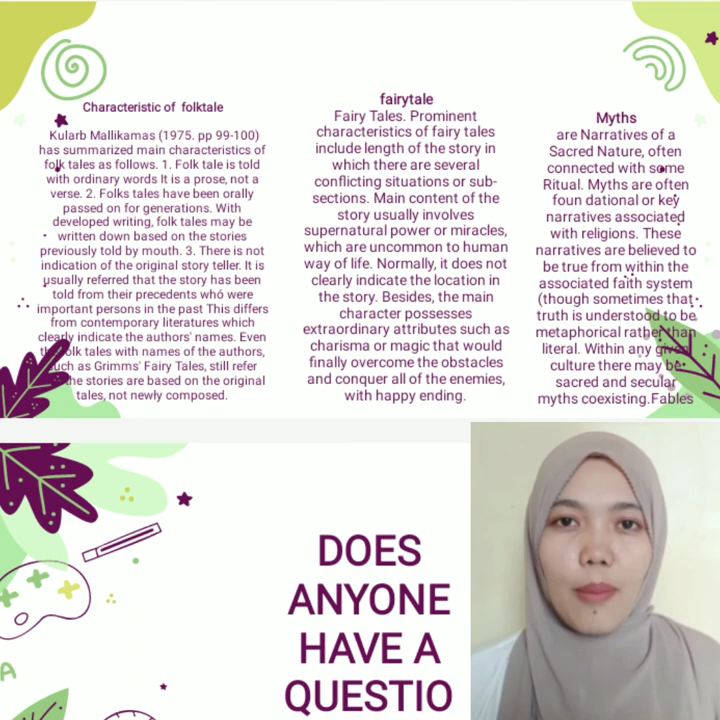 Characteristic of folktale
Kularb Mallikamas (1975. pp 99-100)
has summarized main characteristics of
folk tales as follows. 1. Folk tale is told
with ordinary words It is a prose, not a
verse. 2. Folks tales have been orally
passed on for generations. With
developed writing, folk tales may be
written down based on the stories
previously told by mouth. 3. There is not
indication of the original story teller. It is
usually referred that the story has been
told from their precedents who were
important persons in the past This differs
from contemporary literatures which
clearly indicate the authors' names. Even
the folk tales with names of the authors,
such as Grimms' Fairy Tales, still refer
the stories are based on the original
tales, not newly composed.
fairytale
Fairy Tales. Prominent
characteristics of fairy tales
include length of the story in
which there are several
conflicting situations or sub-
sections. Main content of the
story usually involves
supernatural power or miracles,
which are uncommon to human
way of life. Normally, it does not
clearly indicate the location in
the story. Besides, the main
character possesses
extraordinary attributes such as
charisma or magic that would
finally overcome the obstacles
and conquer all of the enemies,
with happy ending.
Myths
are Narratives of a
Sacred Nature, often
connected with some
Ritual. Myths are often
foun dational or key
narratives associated
with religions. These
narratives are believed to
be true from within the
associated faith system
(though sometimes that
truth is understood to be
metaphorical rather than
literal. Within any given
culture there may be
sacred and secular
myths coexisting.Fables
DOES
ANYONE
HAVE A
QUESTIO
A